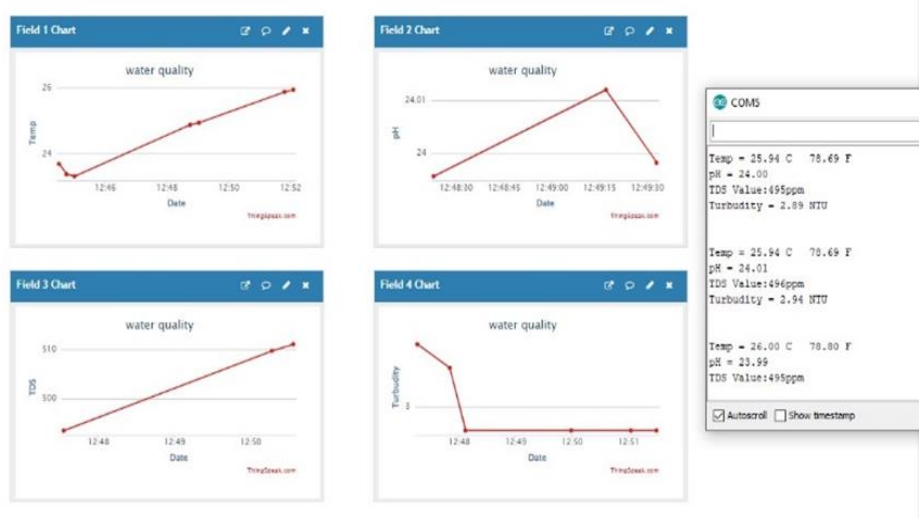 Field 1 Chart
water quality
26
24
Temp
12:46 12:48 12:50 12:52
Date
ThingSpeak.com
Field 2 Chart
water quality
24.01
24
pH
12:48:30 12:48:45 12:49:00 12:49:15 12:49:30
Date
ThingSpeak.com
COM5
Temp = 25.94 C 78.69 F
pH = 24.00
TDS Value:495ppm
Turbudity = 2.89 NTU
Temp = 25.94 C 78.69 F
pH = 24.01
TDS Value:496ppm
Turbudity = 2.94 NTU
Temp = 26.00 C 78.80 F
pH = 23.99
TDS Value:495ppm
Autoscroll Show timestamp
Field 3 Chart
water quality
510
500
TDS
12:48 12:49 12:50
Date
ThingSpeak.com
Field 4 Chart
water quality
Turbudity
12:48 12:49 12:50 12:51
Date
ThingSpeak.com